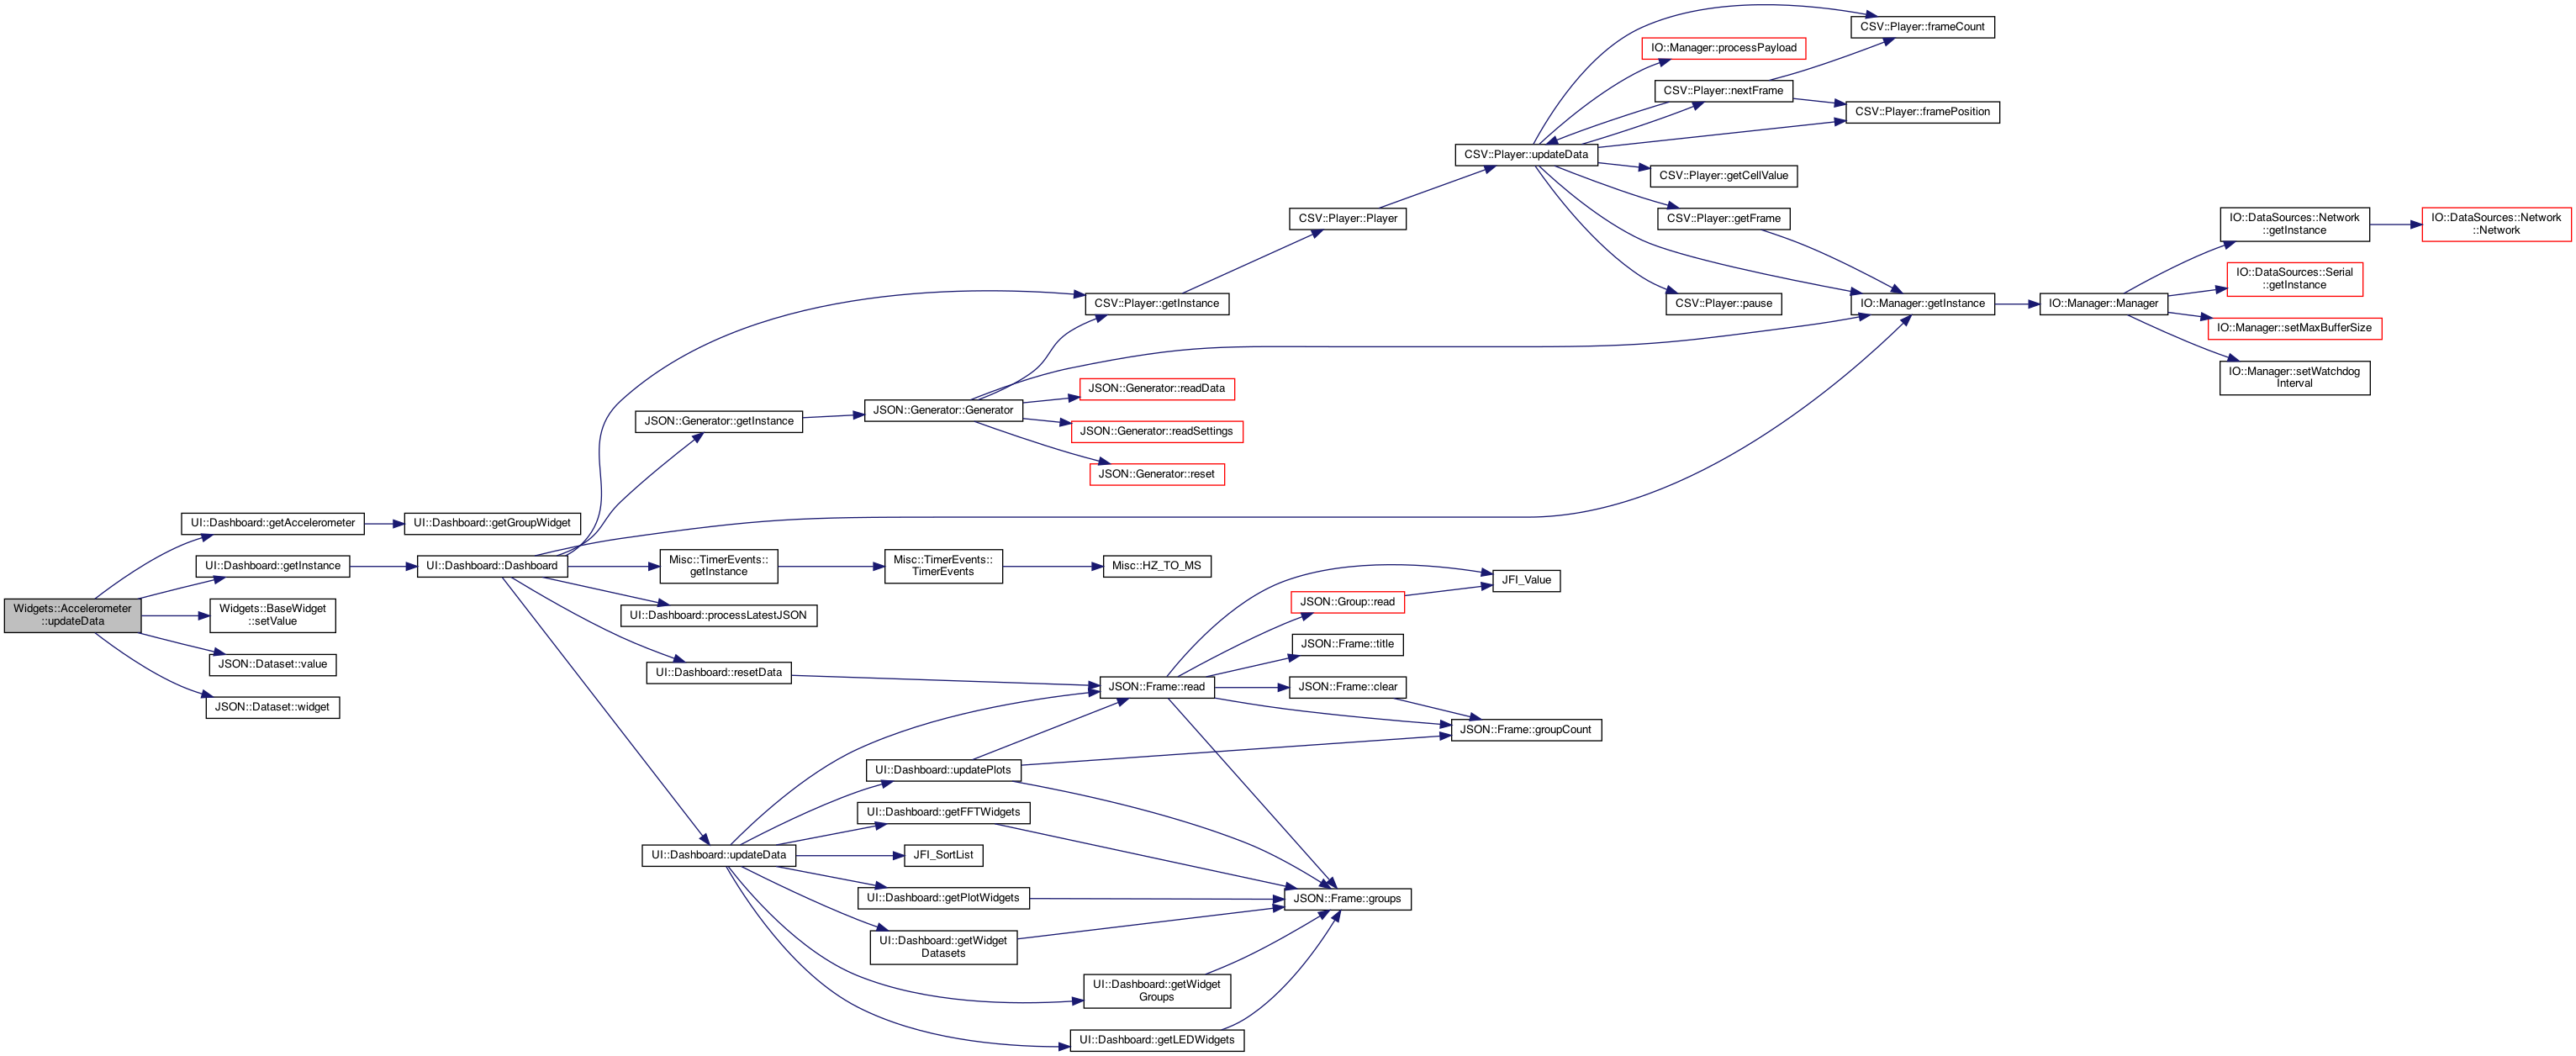 Widgets::Accelerometer
::updateData
UI::Dashboard::getAccelerometer
UI::Dashboard::getGroupWidget
UI::Dashboard::getInstance
UI::Dashboard::Dashboard
Widgets::BaseWidget
::setValue
JSON::Dataset::value
JSON::Dataset::widget
JSON::Generator::getInstance
JSON::Generator::Generator
CSV::Player::getInstance
CSV::Player::Player
CSV::Player::updateData
CSV::Player::frameCount
IO::Manager::processPayload
CSV::Player::nextFrame
CSV::Player::framePosition
CSV::Player::getCellValue
CSV::Player::getFrame
CSV::Player::pause
IO::Manager::getInstance
IO::Manager::Manager
IO::DataSources::Network
::getInstance
IO::DataSources::Network
::Network
IO::DataSources::Serial
::getInstance
IO::Manager::setMaxBufferSize
IO::Manager::setWatchdog
Interval
JSON::Generator::readData
JSON::Generator::readSettings
JSON::Generator::reset
Misc::TimerEvents::
getInstance
Misc::TimerEvents::
TimerEvents
Misc::HZ_TO_MS
UI::Dashboard::processLatestJSON
UI::Dashboard::resetData
JSON::Frame::read
JFI_Value
JSON::Group::read
JSON::Frame::title
JSON::Frame::clear
JSON::Frame::groupCount
UI::Dashboard::updateData
UI::Dashboard::updatePlots
UI::Dashboard::getFFTWidgets
JFI_SortList
UI::Dashboard::getPlotWidgets
UI::Dashboard::getWidget
Datasets
UI::Dashboard::getWidget
Groups
UI::Dashboard::getLEDWidgets
JSON::Frame::groups